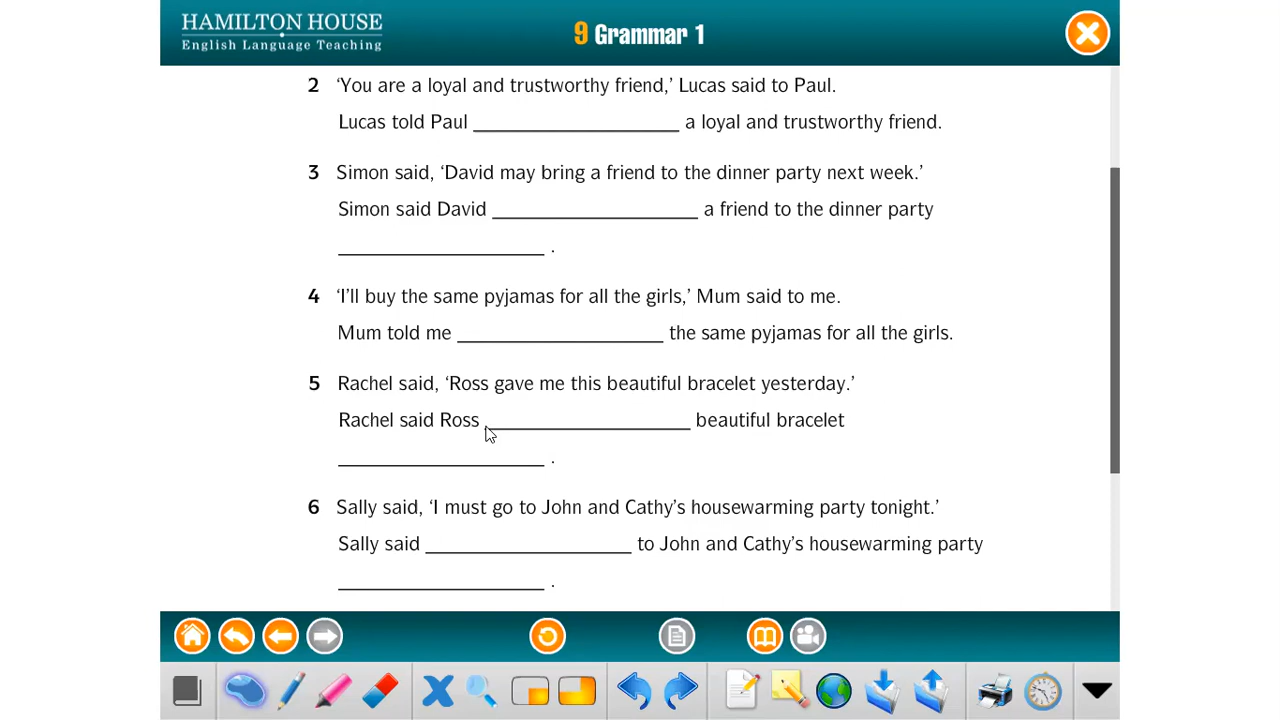 HAMILTON HOUSE
English Language Teaching
9 Grammar 1
2 ‘You are a loyal and trustworthy friend,’ Lucas said to Paul.
Lucas told Paul ____________________ a loyal and trustworthy friend.
3 Simon said, ‘David may bring a friend to the dinner party next week.’
Simon said David ____________________ a friend to the dinner party
____________________ .
4 ‘I’ll buy the same pyjamas for all the girls,’ Mum said to me.
Mum told me ____________________ the same pyjamas for all the girls.
5 Rachel said, ‘Ross gave me this beautiful bracelet yesterday.’
Rachel said Ross ____________________ beautiful bracelet
____________________ .
6 Sally said, ‘I must go to John and Cathy’s housewarming party tonight.’
Sally said ____________________ to John and Cathy’s housewarming party
____________________ .